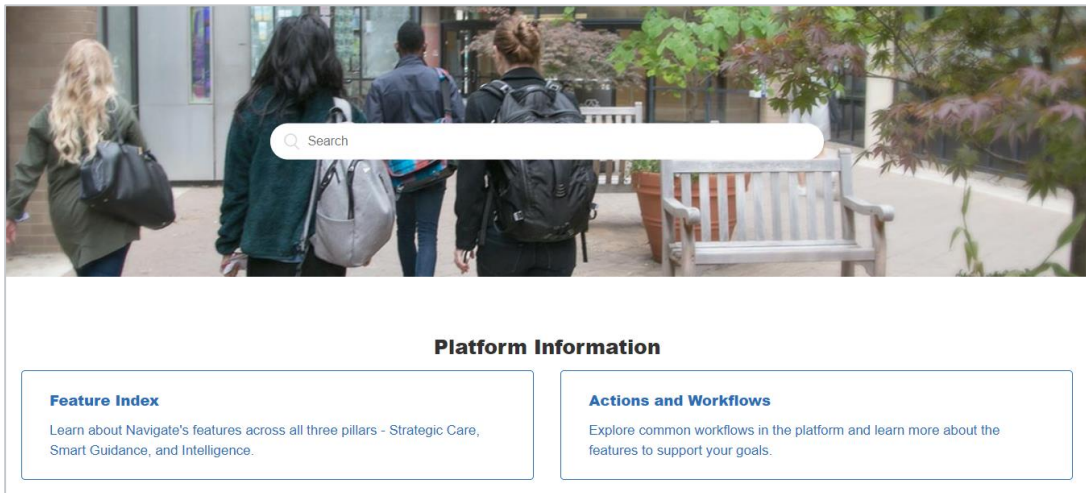 Search
Platform Information
Feature Index
Learn about Navigate's features across all three pillars - Strategic Care,
Smart Guidance, and Intelligence.
Actions and Workflows
Explore common workflows in the platform and learn more about the
features to support your goals.